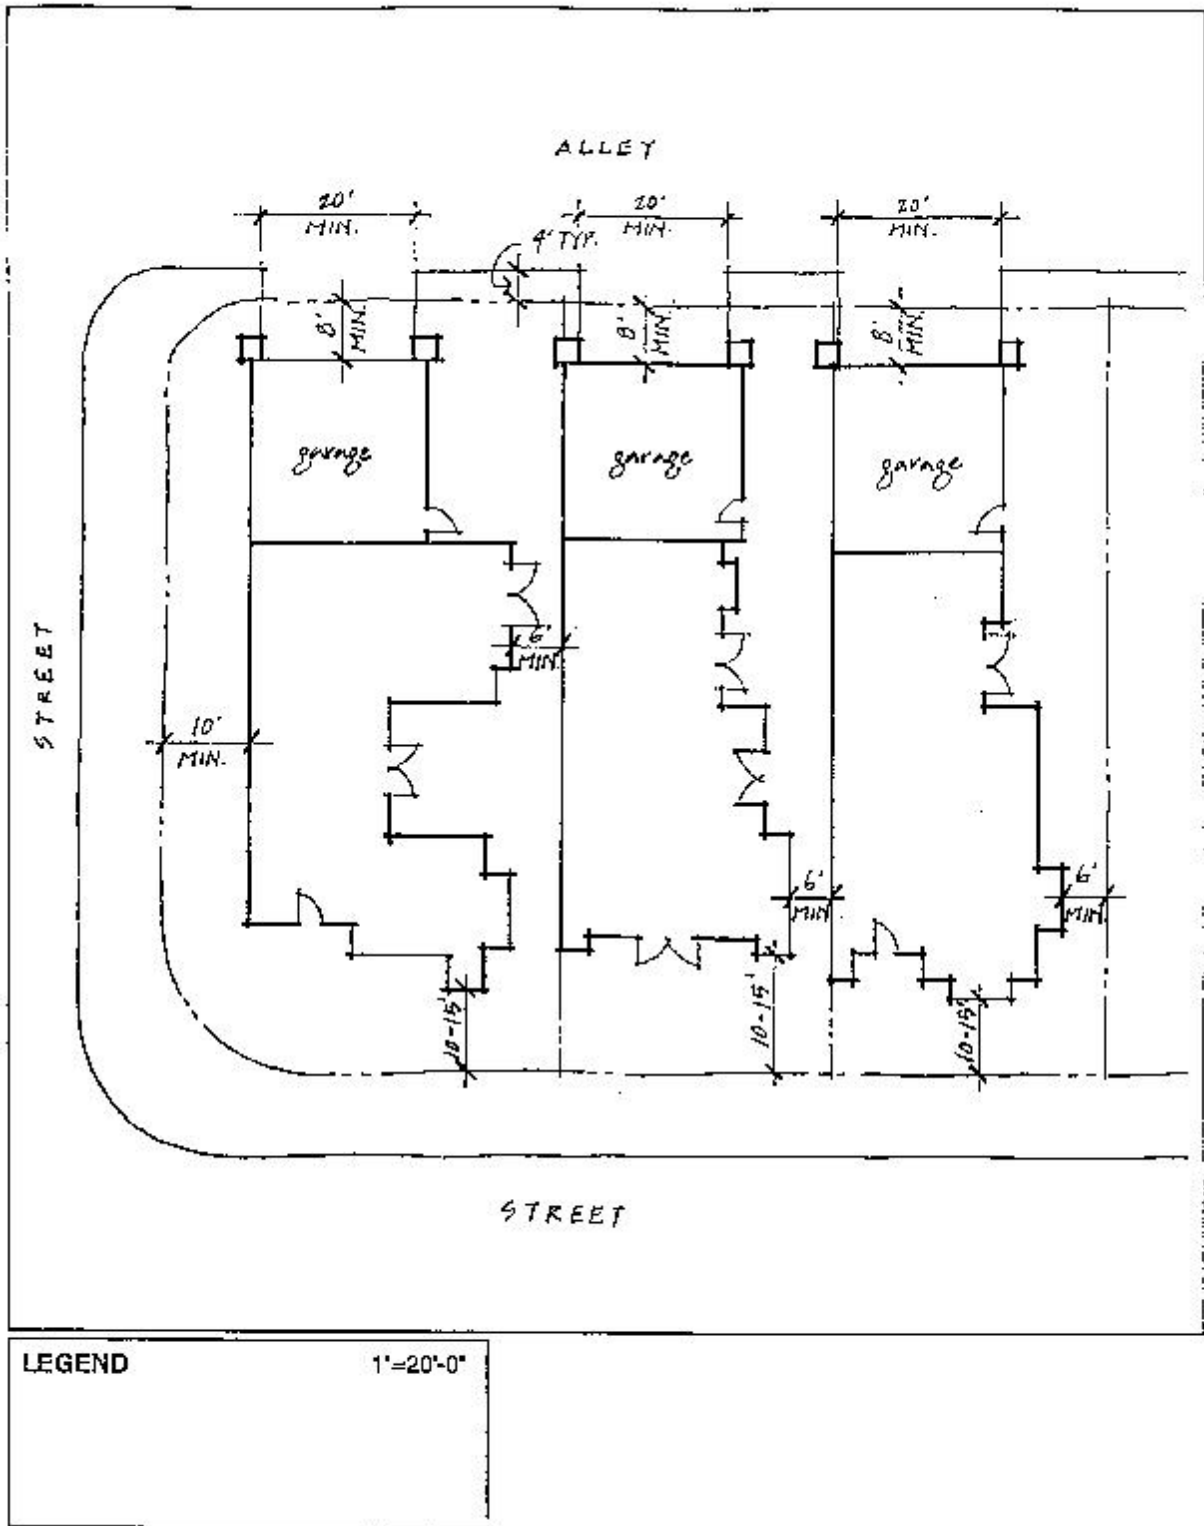 ALLEY
20'
MIN.
20'
MIN.
20'
MIN.
4' TYP.
8'
MIN.
8'
MIN.
8'
MIN.
garage
garage
garage
STREET
6'
MIN.
10'
MIN.
6'
MIN
6'
MIN.
10-15'
10-15'
10-15'
STREET
LEGEND 1"=20'-0"